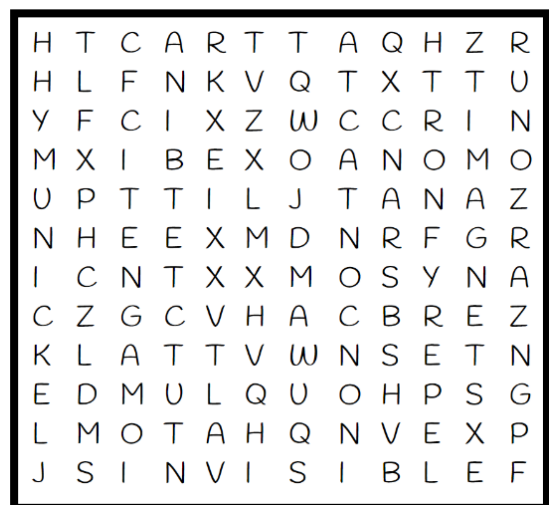 H T C A R T T A Q H Z R
H L F N K V Q T X T T U
Y F C I X Z W C C R I N
M X I B E X O A N O M O
U P T T I L J T A N A Z
N H E E X M D N R F G R
I C N T X X M O S Y N A
C Z G C V H A C B R E Z
K L A T T V W N S E T N
E D M U L Q U O H P S G
L M O T A H Q N V E X P
J S I N V I S I B L E F